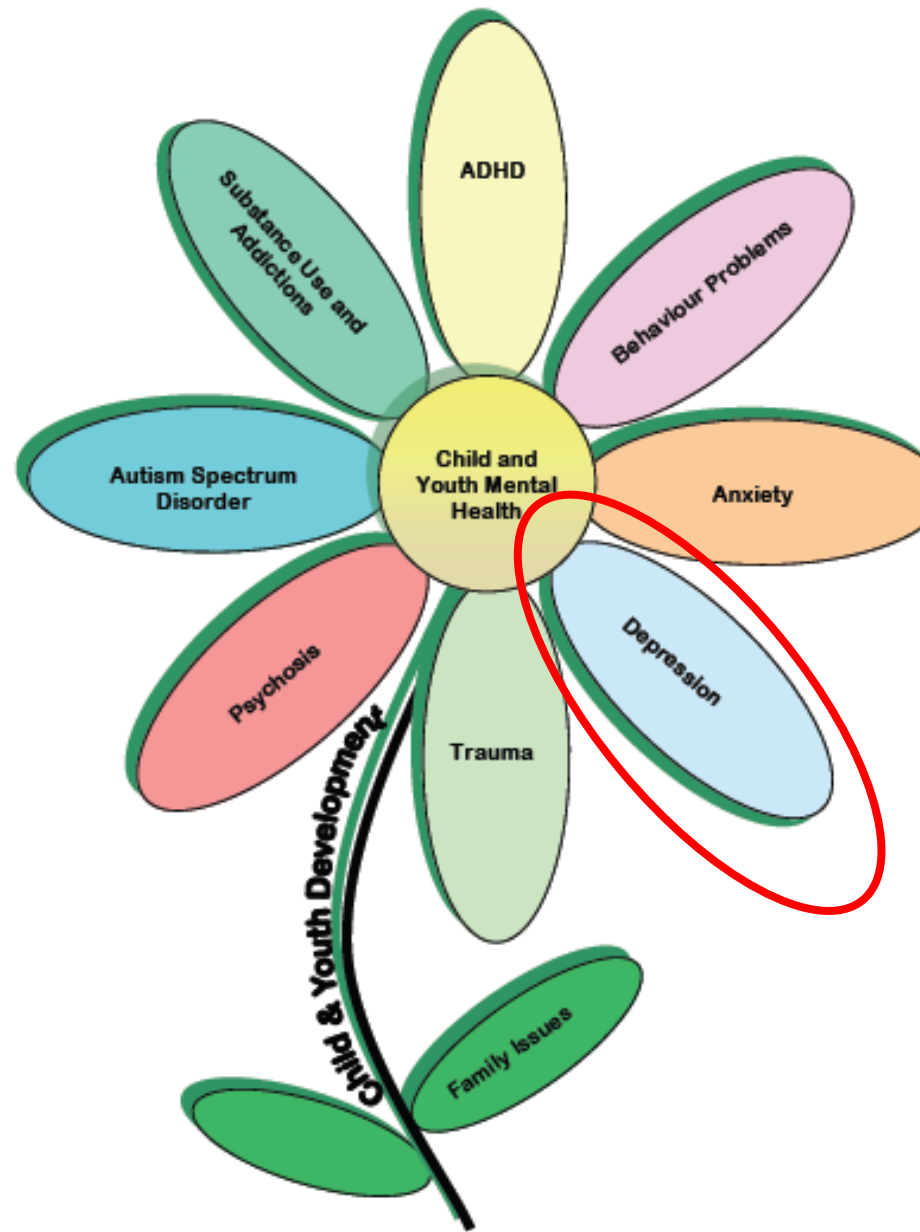 ADHD
Substance Use and
Addictions
Behaviour Problems
Child and
Youth Mental
Health
Autism Spectrum
Disorder
Anxiety
Psychosis
Depression
Trauma
Child & Youth Development
Family Issues